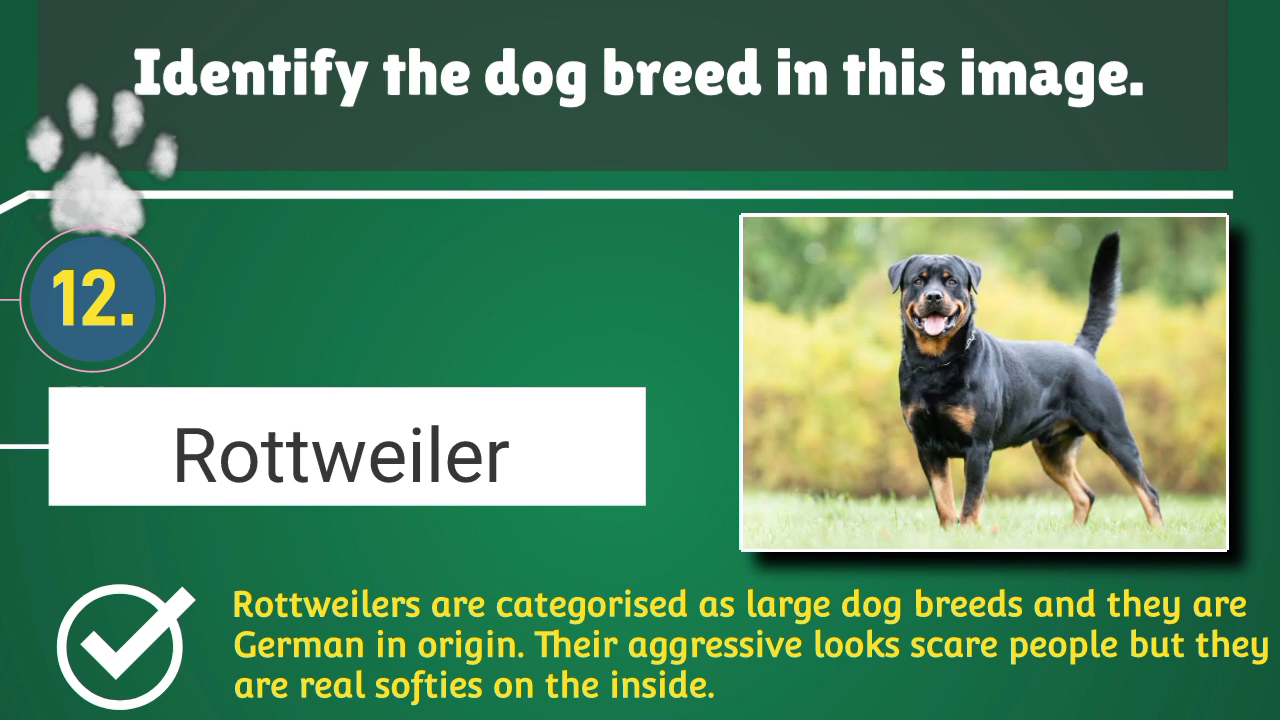 Identify the dog breed in this image.
12.
Rottweiler
Rottweilers are categorised as large dog breeds and they are
German in origin. Their aggressive looks scare people but they
are real softies on the inside.